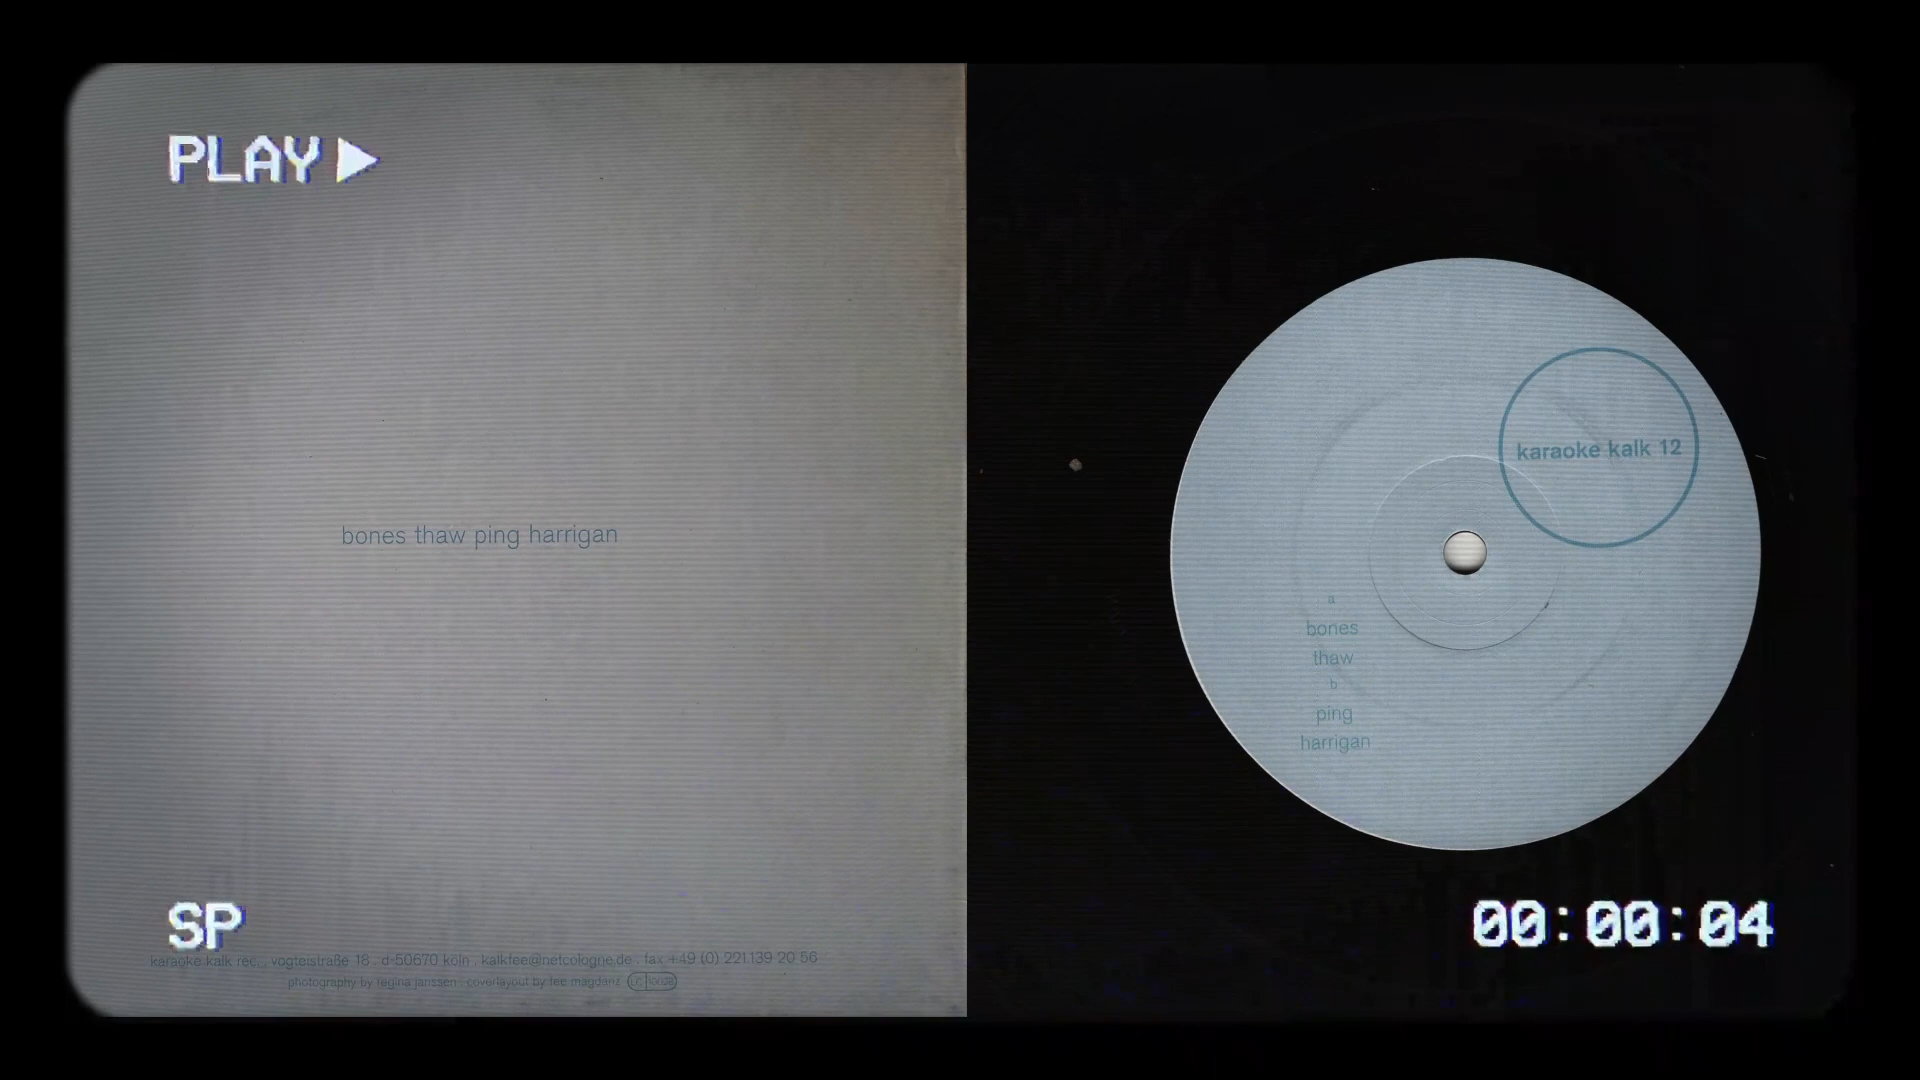 PLAY
bones thaw ping harrigan
SP
karaoke kalk rec. . vogteistraße 18 . d-50670 köln . kalkfee@netcologne.de . fax +49 (0) 221.139 20 56
photography by regina janssen . coverlayout by fee magdanz
LC
karaoke kalk 12
a
bones
thaw
b
ping
harrigan
00:00:04